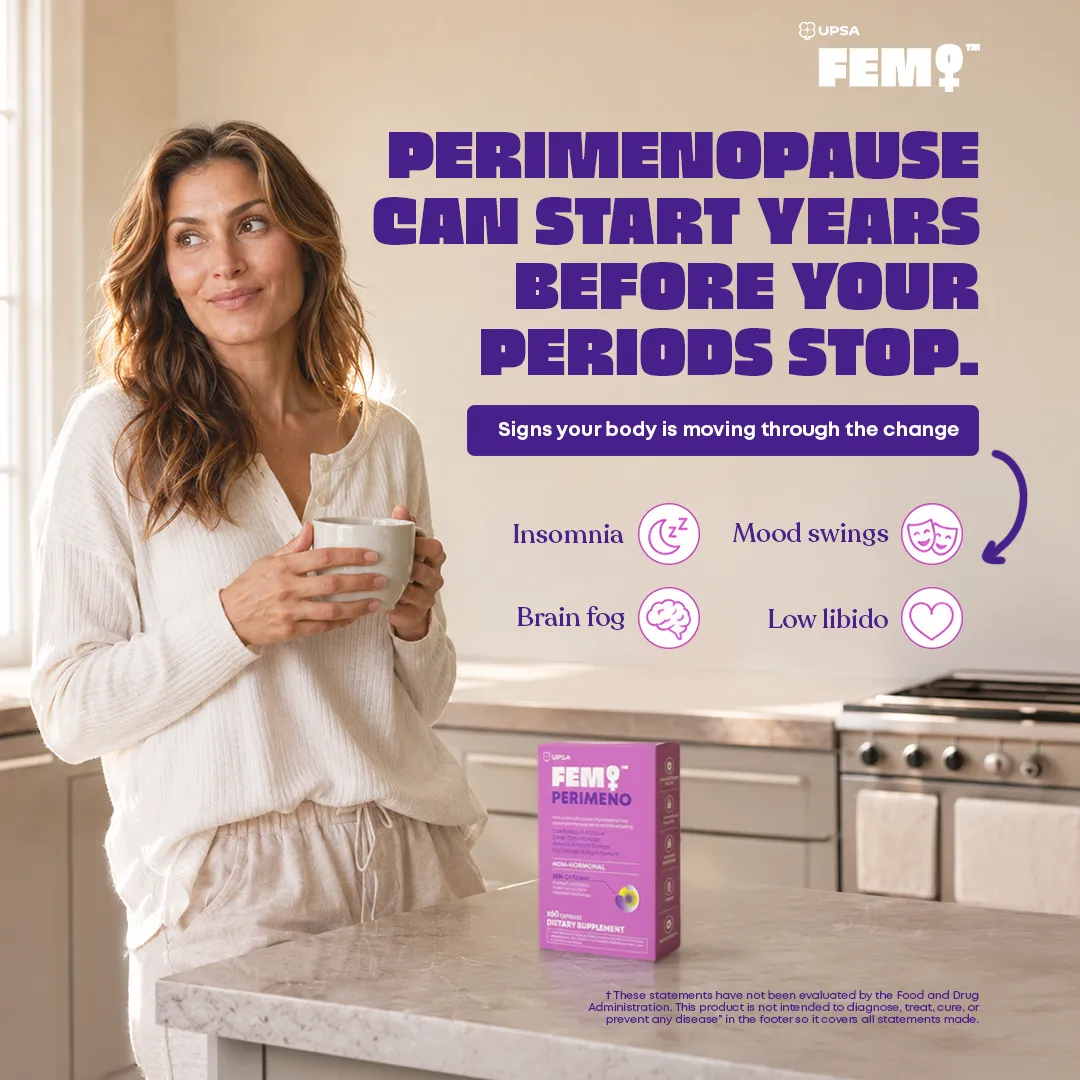 UPSA
FEM
PERIMENOPAUSE
CAN START YEARS
BEFORE YOUR
PERIODS STOP.
Signs your body is moving through the change
Insomnia
Mood swings
Brain fog
Low libido
UPSA
FEM
PERIMENO
NON-HORMONAL
60 CAPSULES
DIETARY SUPPLEMENT
† These statements have not been evaluated by the Food and Drug
Administration. This product is not intended to diagnose, treat, cure, or
prevent any disease" in the footer so it covers all statements made.